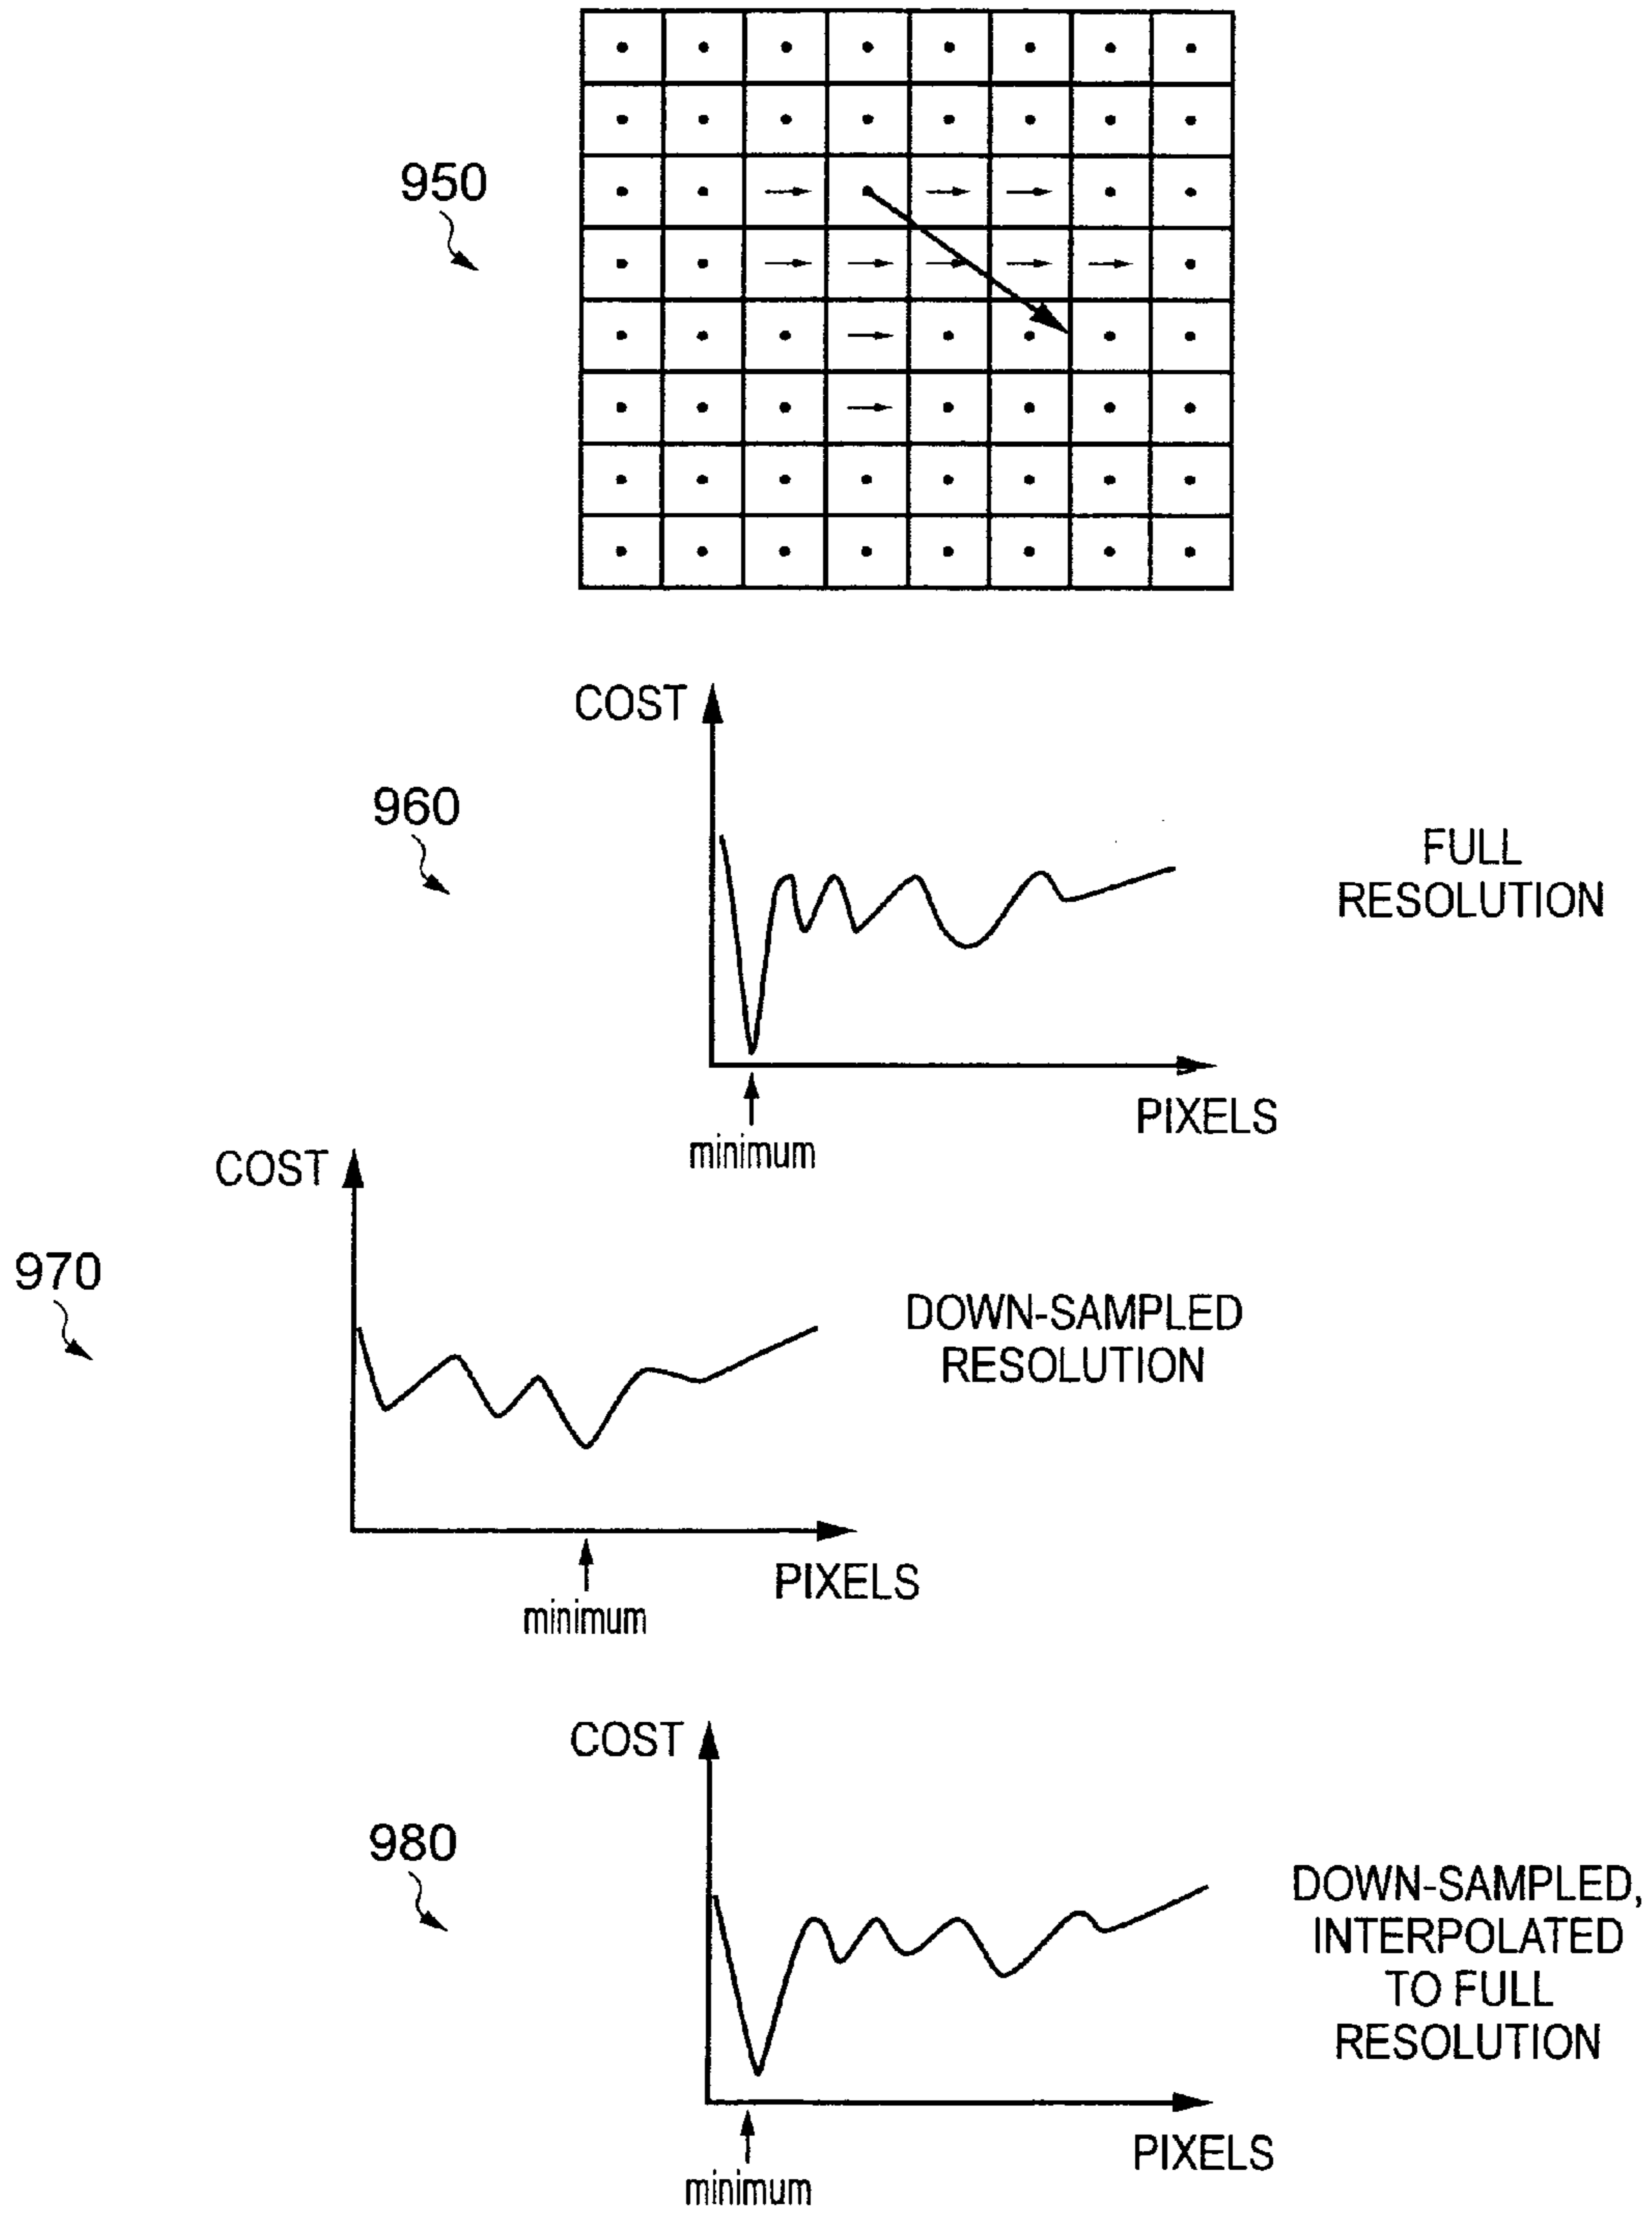 950
COST
960
FULL
RESOLUTION
PIXELS
minimum
COST
970
DOWN-SAMPLED
RESOLUTION
PIXELS
minimum
COST
980
DOWN-SAMPLED,
INTERPOLATED
TO FULL
RESOLUTION
PIXELS
minimum